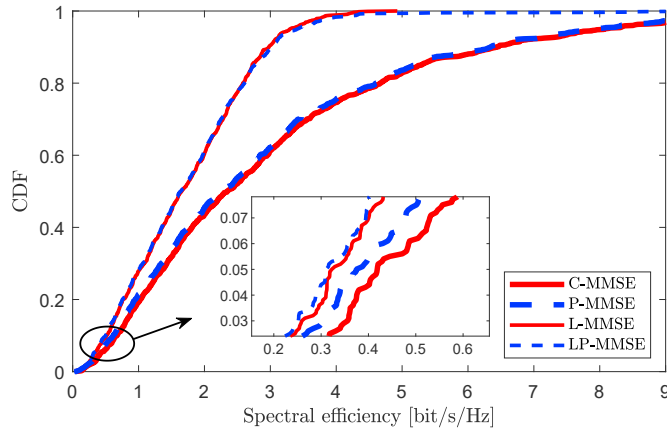 1
0.8
0.6
0.4
0.2
0
CDF
0.07
0.06
0.05
0.04
0.03
0.2 0.3 0.4 0.5 0.6
C-MMSE
P-MMSE
L-MMSE
LP-MMSE
0 1 2 3 4 5 6 7 8 9
Spectral efficiency [bit/s/Hz]